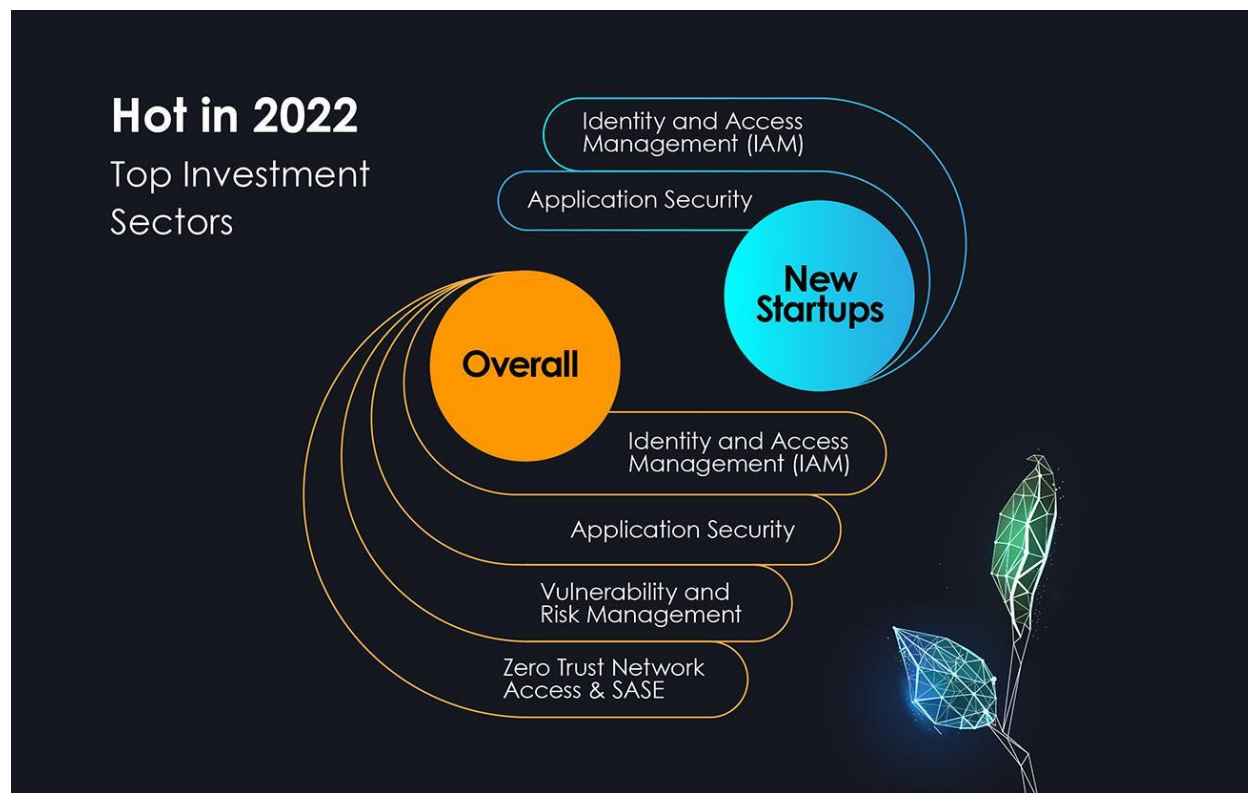 Hot in 2022
Top Investment
Sectors
Identity and Access
Management (IAM)
Application Security
New
Startups
Overall
Identity and Access
Management (IAM)
Application Security
Vulnerability and
Risk Management
Zero Trust Network
Access & SASE